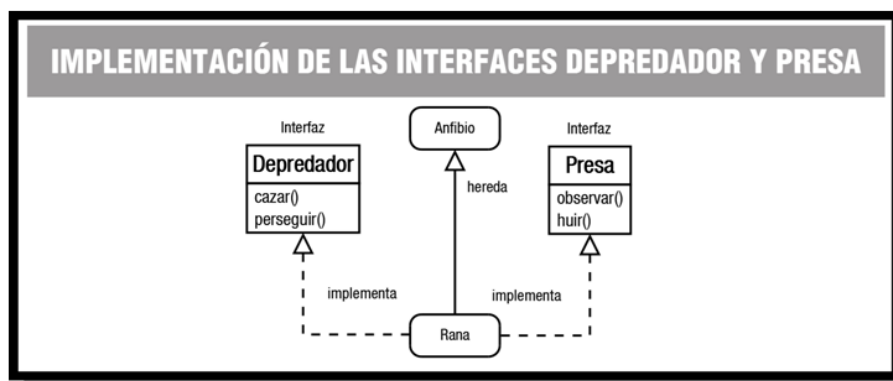 IMPLEMENTACIÓN DE LAS INTERFACES DEPREDADOR Y PRESA
Interfaz
Depredador
cazar()
perseguir()
Anfibio
hereda
Interfaz
Presa
observar()
huir()
implementa
implementa
Rana